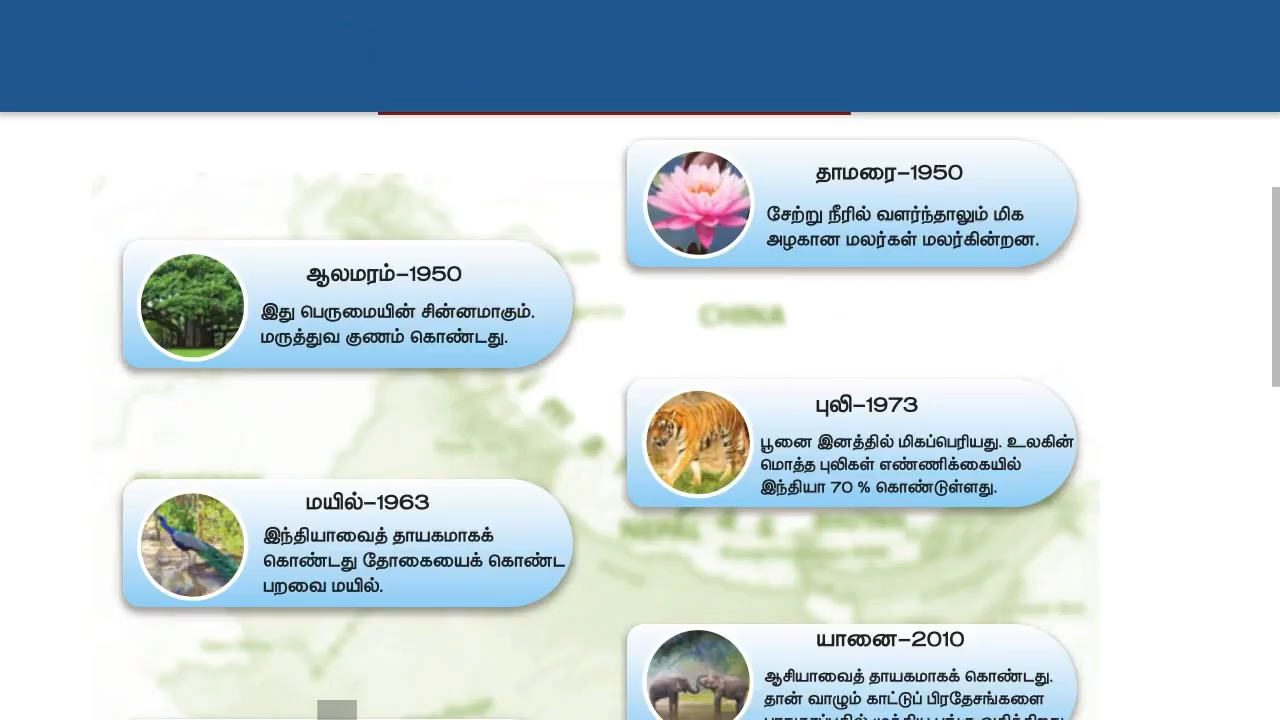 தாமரை–1950
சேற்று நீரில் வளர்ந்தாலும் மிக
அழகான மலர்கள் மலர்கின்றன.
ஆலமரம்–1950
இது பெருமையின் சின்னமாகும்.
மருத்துவ குணம் கொண்டது.
CHINA
புலி–1973
பூனை இனத்தில் மிகப்பெரியது. உலகின்
மொத்த புலிகள் எண்ணிக்கையில்
இந்தியா 70 % கொண்டுள்ளது.
மயில்–1963
இந்தியாவைத் தாயகமாகக்
கொண்டது தோகையைக் கொண்ட
பறவை மயில்.
NEPAL
யானை–2010
ஆசியாவைத் தாயகமாகக் கொண்டது.
தான் வாழும் காட்டுப் பிரதேசங்களை